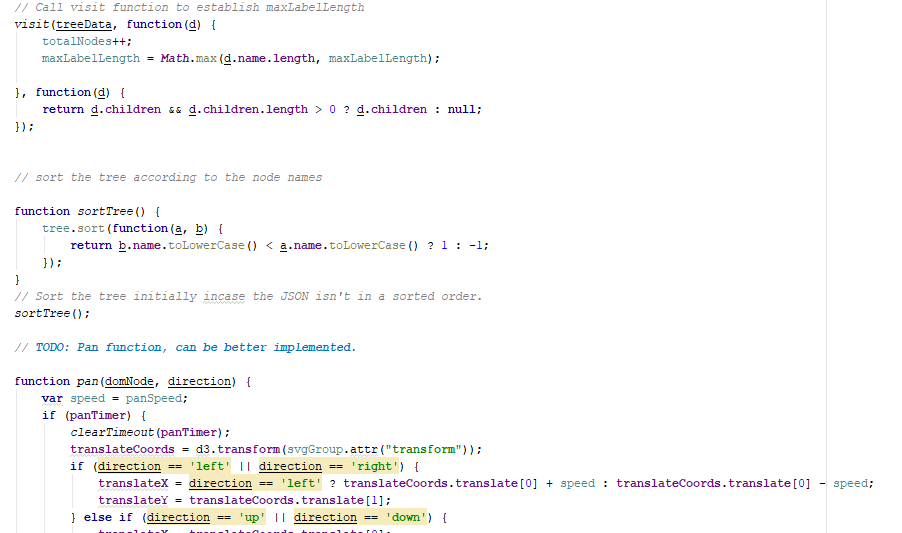 // Call visit function to establish maxLabelLength
visit(treeData, function(d) {
    totalNodes++;
    maxLabelLength = Math.max(d.name.length, maxLabelLength);

}, function(d) {
    return d.children && d.children.length > 0 ? d.children : null;
});


// sort the tree according to the node names

function sortTree() {
    tree.sort(function(a, b) {
        return b.name.toLowerCase() < a.name.toLowerCase() ? 1 : -1;
    });
}
// Sort the tree initially incase the JSON isn't in a sorted order.
sortTree();

// TODO: Pan function, can be better implemented.

function pan(domNode, direction) {
    var speed = panSpeed;
    if (panTimer) {
        clearTimeout(panTimer);
        translateCoords = d3.transform(svgGroup.attr("transform"));
        if (direction == 'left' || direction == 'right') {
            translateX = direction == 'left' ? translateCoords.translate[0] + speed : translateCoords.translate[0] - speed;
            translateY = translateCoords.translate[1];
        } else if (direction == 'up' || direction == 'down') {